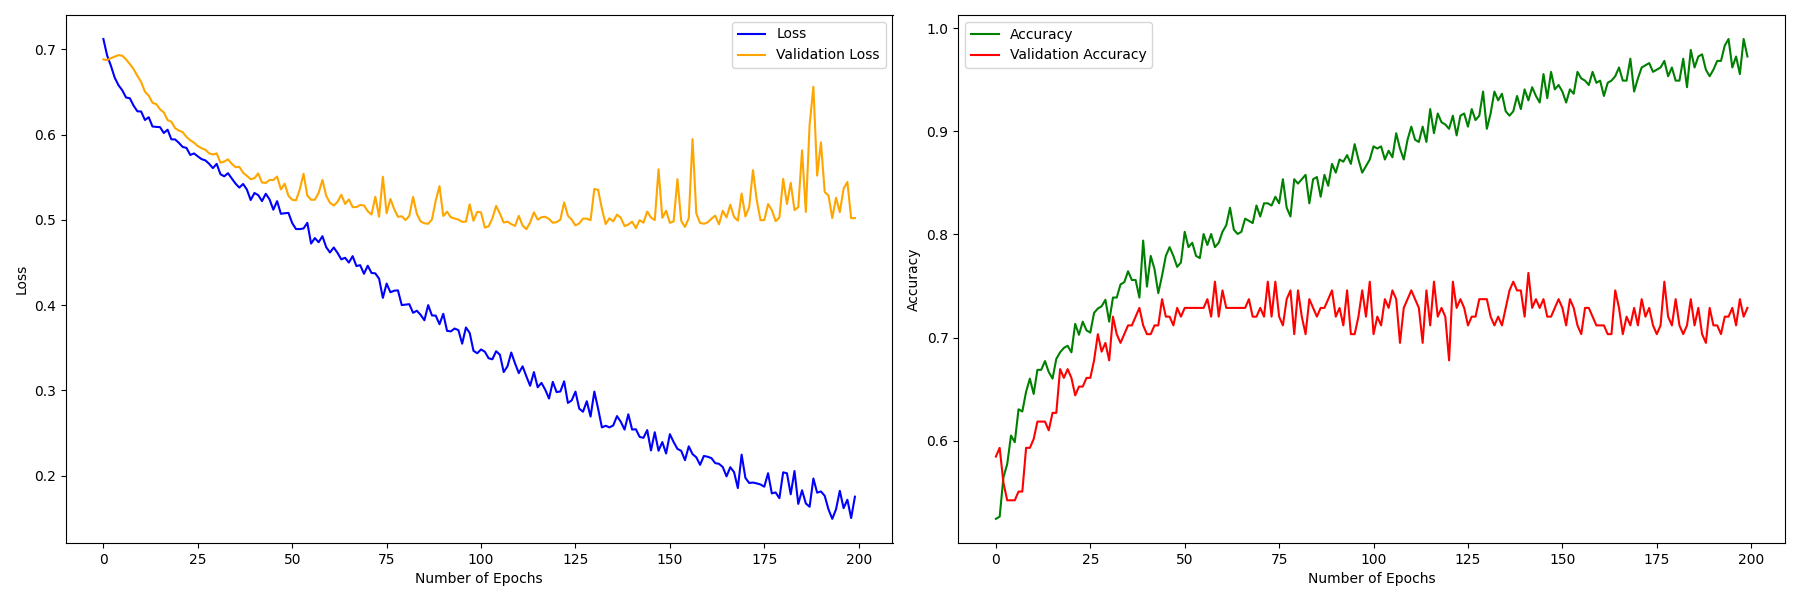 Loss
Validation Loss
0.7
0.6
0.5
0.4
0.3
0.2
Loss
0 25 50 75 100 125 150 175 200
Number of Epochs
Accuracy
Validation Accuracy
1.0
0.9
0.8
0.7
0.6
Accuracy
0 25 50 75 100 125 150 175 200
Number of Epochs